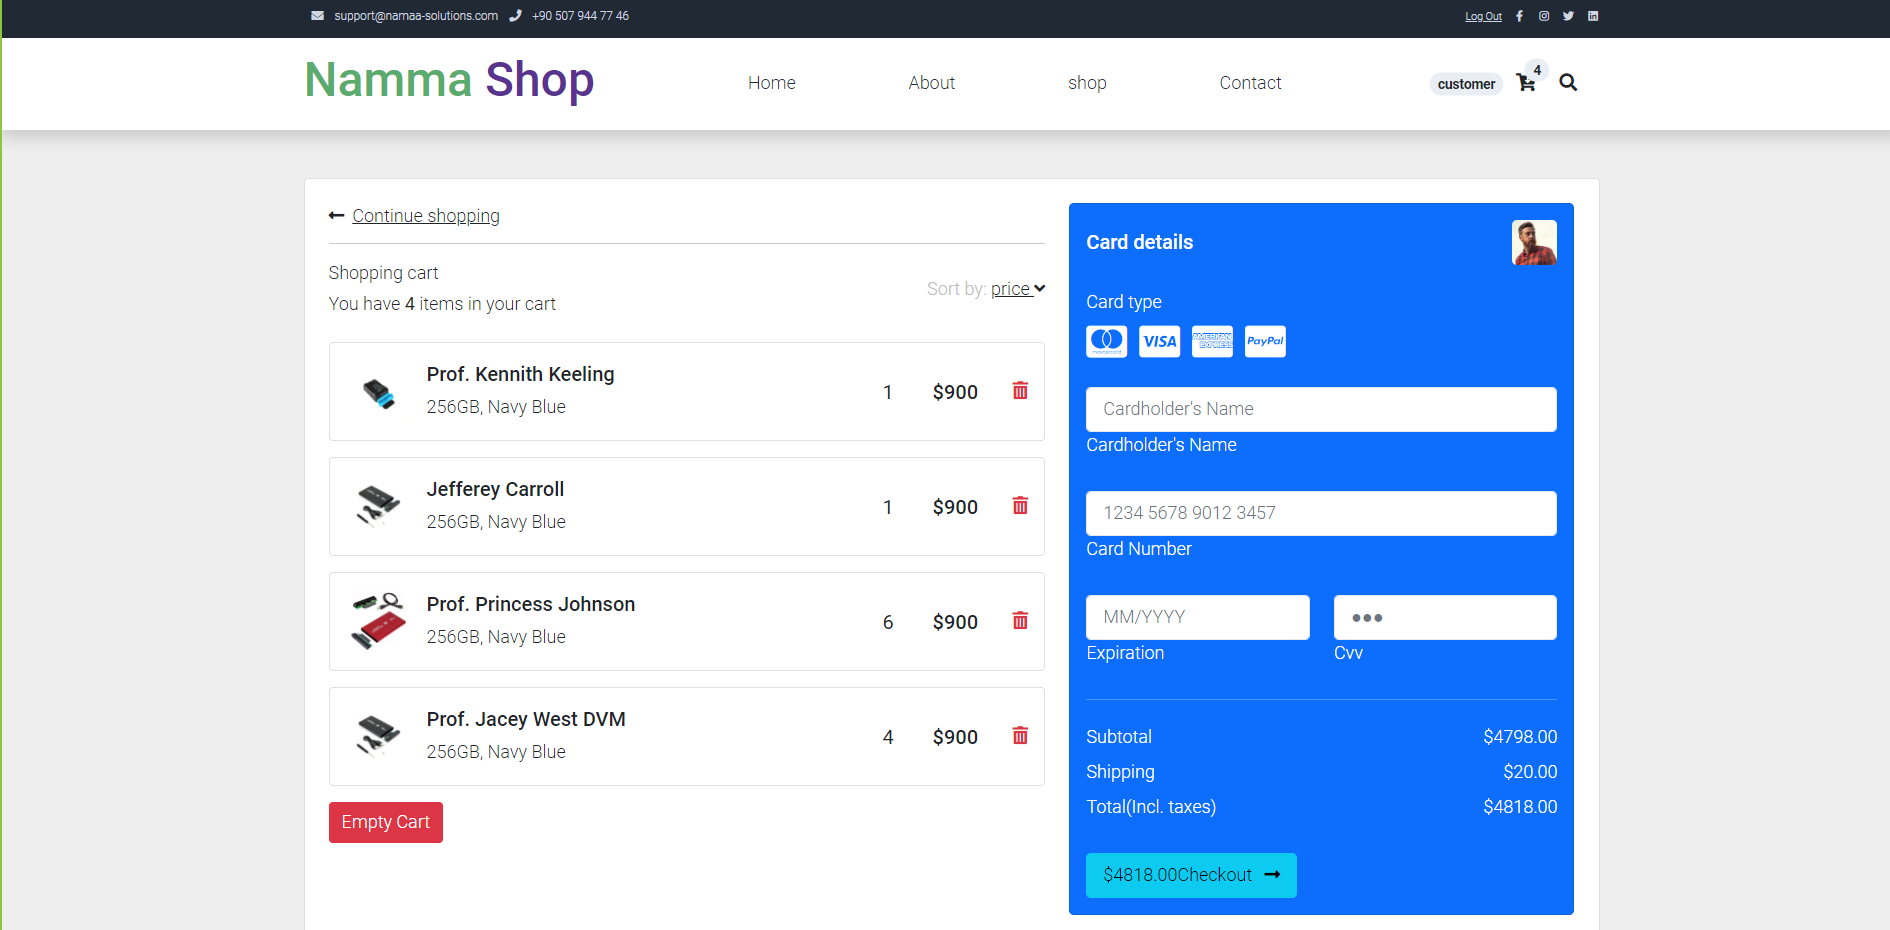 support@namaa-solutions.com +90 507 944 77 46 Log Out
Namma Shop Home About shop Contact customer 4
Continue shopping
Shopping cart
You have 4 items in your cart
Sort by: price
Prof. Kennith Keeling
256GB, Navy Blue
1 $900
Jefferey Carroll
256GB, Navy Blue
1 $900
Prof. Princess Johnson
256GB, Navy Blue
6 $900
Prof. Jacey West DVM
256GB, Navy Blue
4 $900
Empty Cart
Card details
Card type
mastercard VISA AMERICAN EXPRESS PayPal
Cardholder's Name
Cardholder's Name
1234 5678 9012 3457
Card Number
MM/YYYY ●●●
Expiration Cvv
Subtotal $4798.00
Shipping $20.00
Total(Incl. taxes) $4818.00
$4818.00Checkout